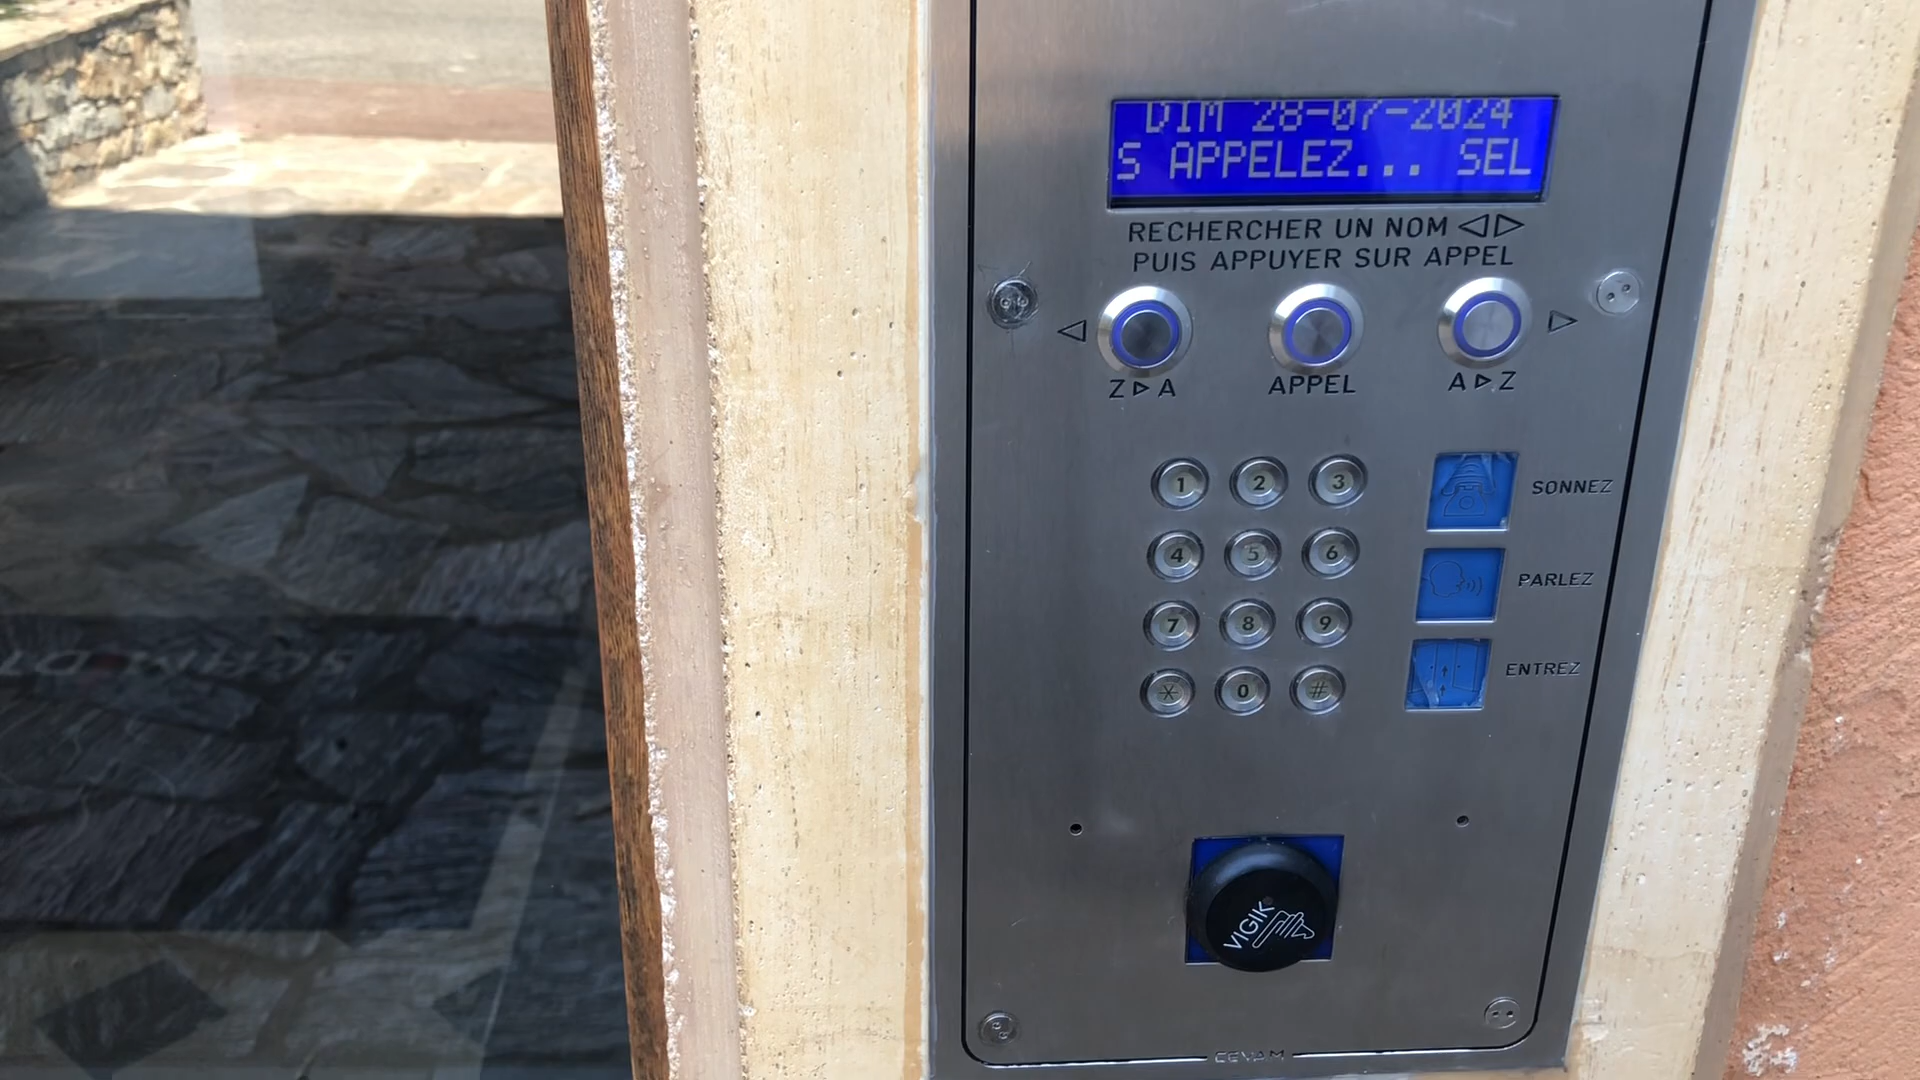 DIM 28-07-2024
S APPELEZ... SEL
RECHERCHER UN NOM ◁▷
PUIS APPUYER SUR APPEL
◁ ▷
Z▷A APPEL A▷Z
1 2 3
SONNEZ
4 5 6
PARLEZ
7 8 9
ENTREZ
* 0 #
VIGIK